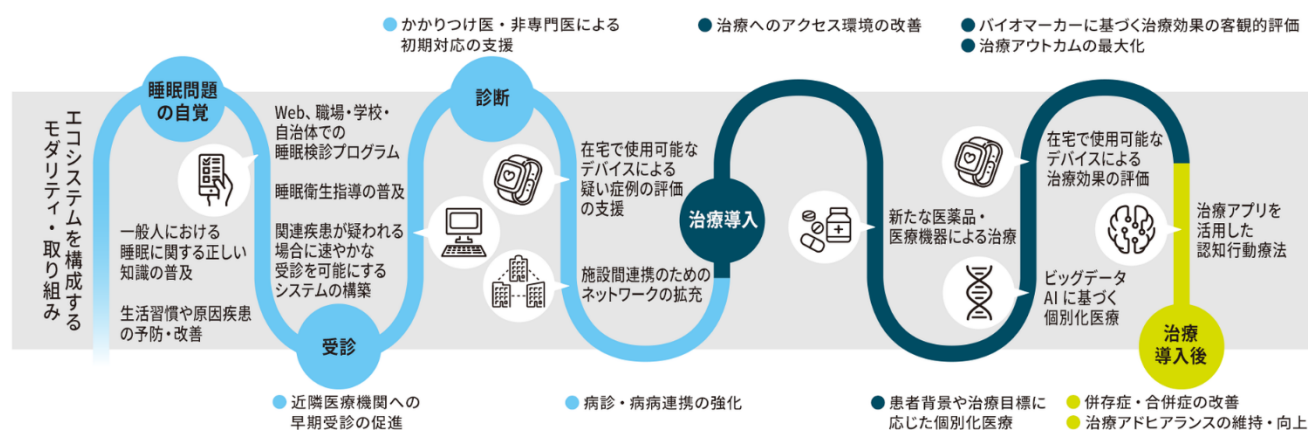 かかりつけ医・非専門医による
初期対応の支援
治療へのアクセス環境の改善
バイオマーカーに基づく治療効果の客観的評価
治療アウトカムの最大化
エコシステムを構成する
モダリティ・取り組み
睡眠問題
の自覚
一般人における
睡眠に関する正しい
知識の普及
生活習慣や原因疾患
の予防・改善
Web、職場・学校・
自治体での
睡眠検診プログラム
睡眠衛生指導の普及
関連疾患が疑われる
場合に速やかな
受診を可能にする
システムの構築
受診
診断
在宅で使用可能な
デバイスによる
疑い症例の評価
の支援
施設間連携のための
ネットワークの拡充
治療導入
新たな医薬品・
医療機器による治療
在宅で使用可能な
デバイスによる
治療効果の評価
ビッグデータ
AIに基づく
個別化医療
治療アプリを
活用した
認知行動療法
治療
導入後
近隣医療機関への
早期受診の促進
病診・病病連携の強化
患者背景や治療目標に
応じた個別化医療
併存症・合併症の改善
治療アドヒアランスの維持・向上